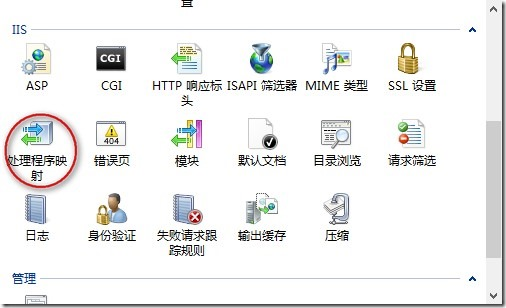 置
IIS
ASP
CGI
CGI
HTTP 响应标
头
ISAPI 筛选器
MIME 类型
SSL 设置
处理程序映
射
404
错误页
模块
默认文档
目录浏览
请求筛选
日志
身份验证
失败请求跟
踪规则
输出缓存
压缩
管理